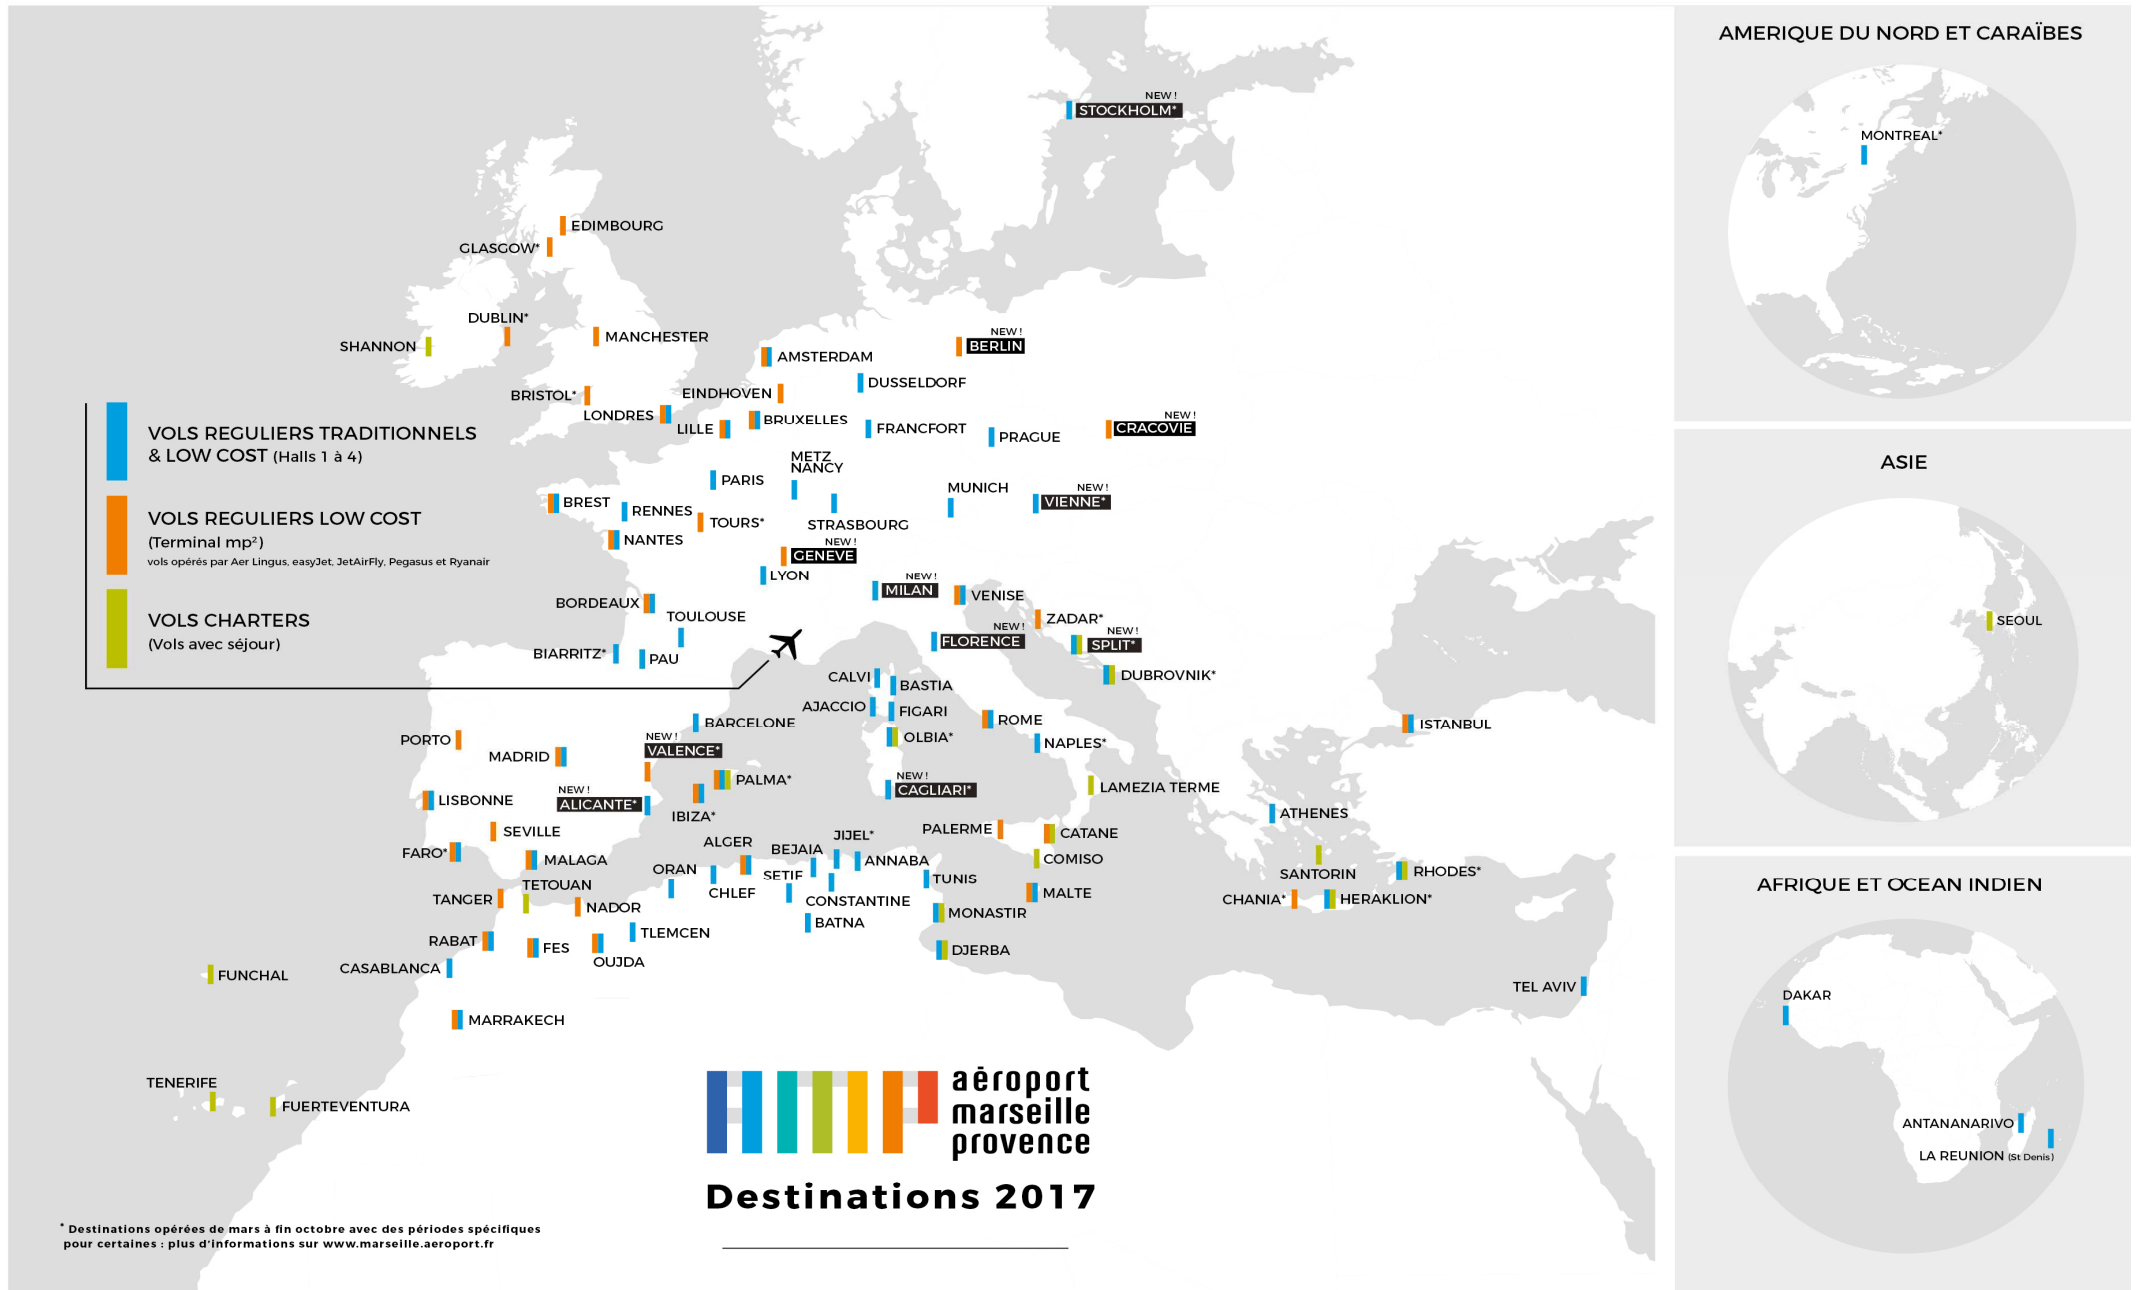 AMERIQUE DU NORD ET CARAÏBES
NEW !
STOCKHOLM*
MONTREAL*
EDIMBOURG
GLASGOW*
DUBLIN*
MANCHESTER
SHANNON
NEW !
BERLIN
AMSTERDAM
DUSSELDORF
EINDHOVEN
BRISTOL*
LONDRES
BRUXELLES
LILLE
FRANCFORT
PRAGUE
NEW !
CRACOVIE
VOLS REGULIERS TRADITIONNELS
& LOW COST (Halls 1 à 4)
VOLS REGULIERS LOW COST
(Terminal mp²)
vols opérés par Aer Lingus, easyJet, JetAirFly, Pegasus et Ryanair
VOLS CHARTERS
(Vols avec séjour)
METZ
NANCY
PARIS
MUNICH
NEW !
VIENNE*
BREST
RENNES
TOURS*
STRASBOURG
NANTES
NEW !
GENEVE
LYON
NEW !
MILAN
VENISE
BORDEAUX
TOULOUSE
ZADAR*
NEW !
FLORENCE
NEW !
SPLIT*
BIARRITZ*
PAU
DUBROVNIK*
CALVI
BASTIA
AJACCIO
FIGARI
BARCELONE
ROME
ISTANBUL
OLBIA*
NAPLES*
PORTO
NEW !
VALENCE*
MADRID
PALMA*
NEW !
CAGLIARI*
LAMEZIA TERME
LISBONNE
NEW !
ALICANTE*
IBIZA*
ATHENES
SEVILLE
PALERME
CATANE
FARO*
MALAGA
ALGER
BEJAIA
JIJEL*
ANNABA
COMISO
ORAN
SETIF
TUNIS
SANTORIN
RHODES*
TETOUAN
CHLEF
CONSTANTINE
MALTE
CHANIA*
HERAKLION*
TANGER
NADOR
MONASTIR
BATNA
RABAT
FES
OUJDA
TLEMCEN
DJERBA
FUNCHAL
CASABLANCA
TEL AVIV
MARRAKECH
TENERIFE
FUERTEVENTURA
ASIE
SEOUL
AFRIQUE ET OCEAN INDIEN
DAKAR
ANTANANARIVO
LA REUNION (St Denis)
AMP
aéroport
marseille
provence
Destinations 2017
* Destinations opérées de mars à fin octobre avec des périodes spécifiques
pour certaines : plus d'informations sur www.marseille.aeroport.fr